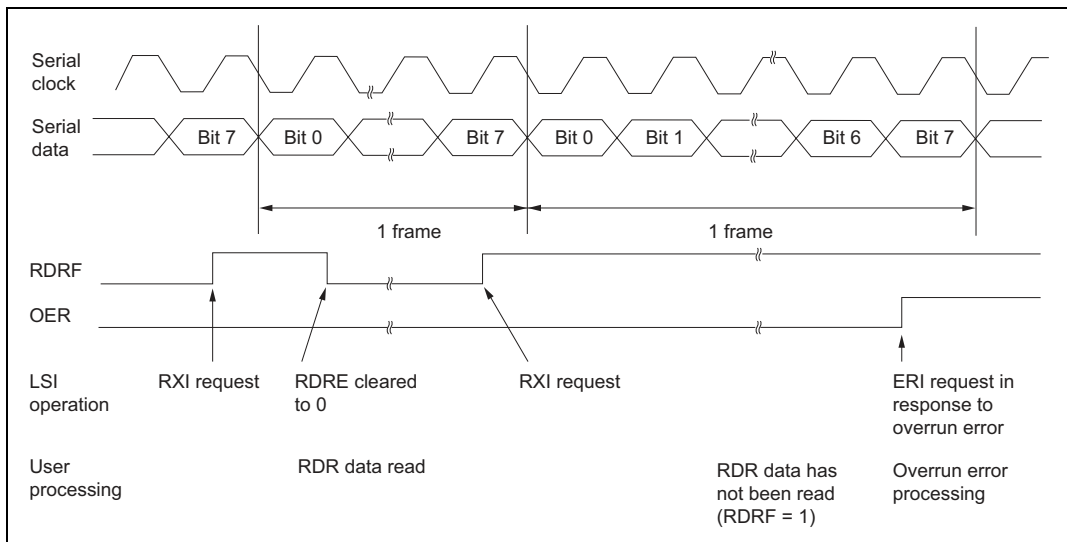 Serial
clock
Serial
data
Bit 7
Bit 0
Bit 7
Bit 0
Bit 1
Bit 6
Bit 7
1 frame
1 frame
RDRF
OER
LSI
operation
RXI request
RDRE cleared
to 0
RXI request
ERI request in
response to
overrun error
User
processing
RDR data read
RDR data has
not been read
(RDRF = 1)
Overrun error
processing